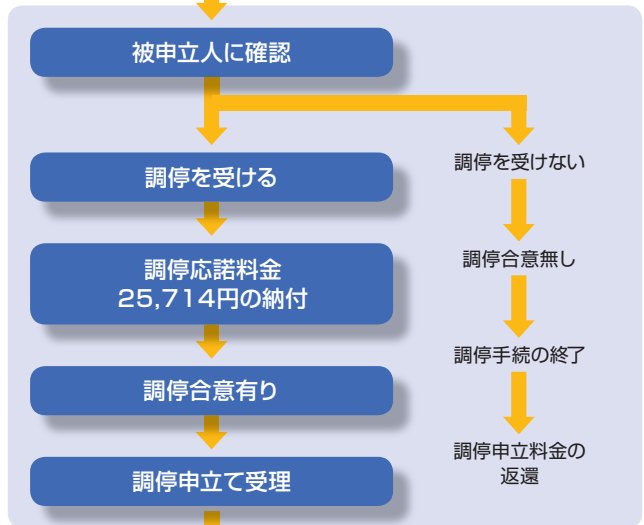 被申立人に確認
調停を受ける
調停応諾料金
25,714円の納付
調停合意有り
調停申立て受理
調停を受けない
調停合意無し
調停手続の終了
調停申立料金の
返還